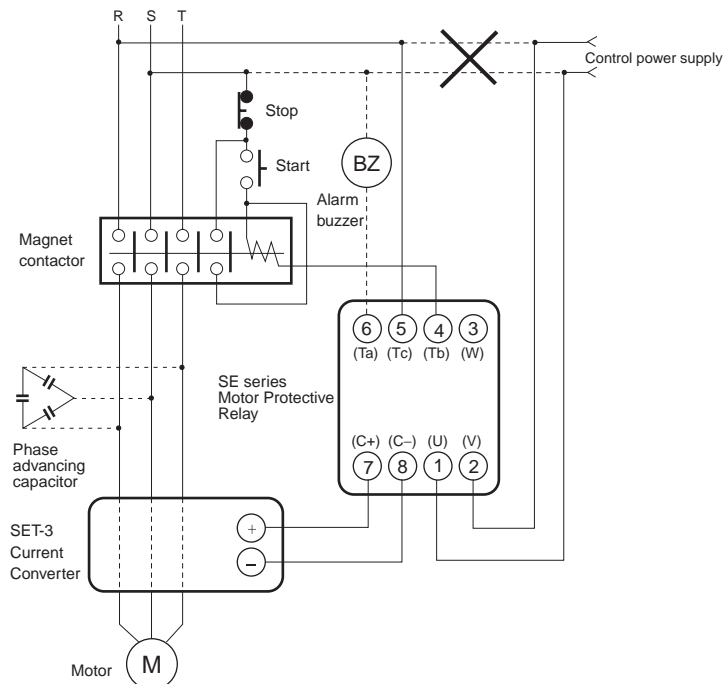 R S T
Control power supply
Stop
Start
BZ
Alarm
buzzer
Magnet
contactor
6 5 4 3
(Ta) (Tc) (Tb) (W)
SE series
Motor Protective
Relay
(C+) (C−) (U) (V)
7 8 1 2
Phase
advancing
capacitor
SET-3
Current
Converter
+
−
Motor
M